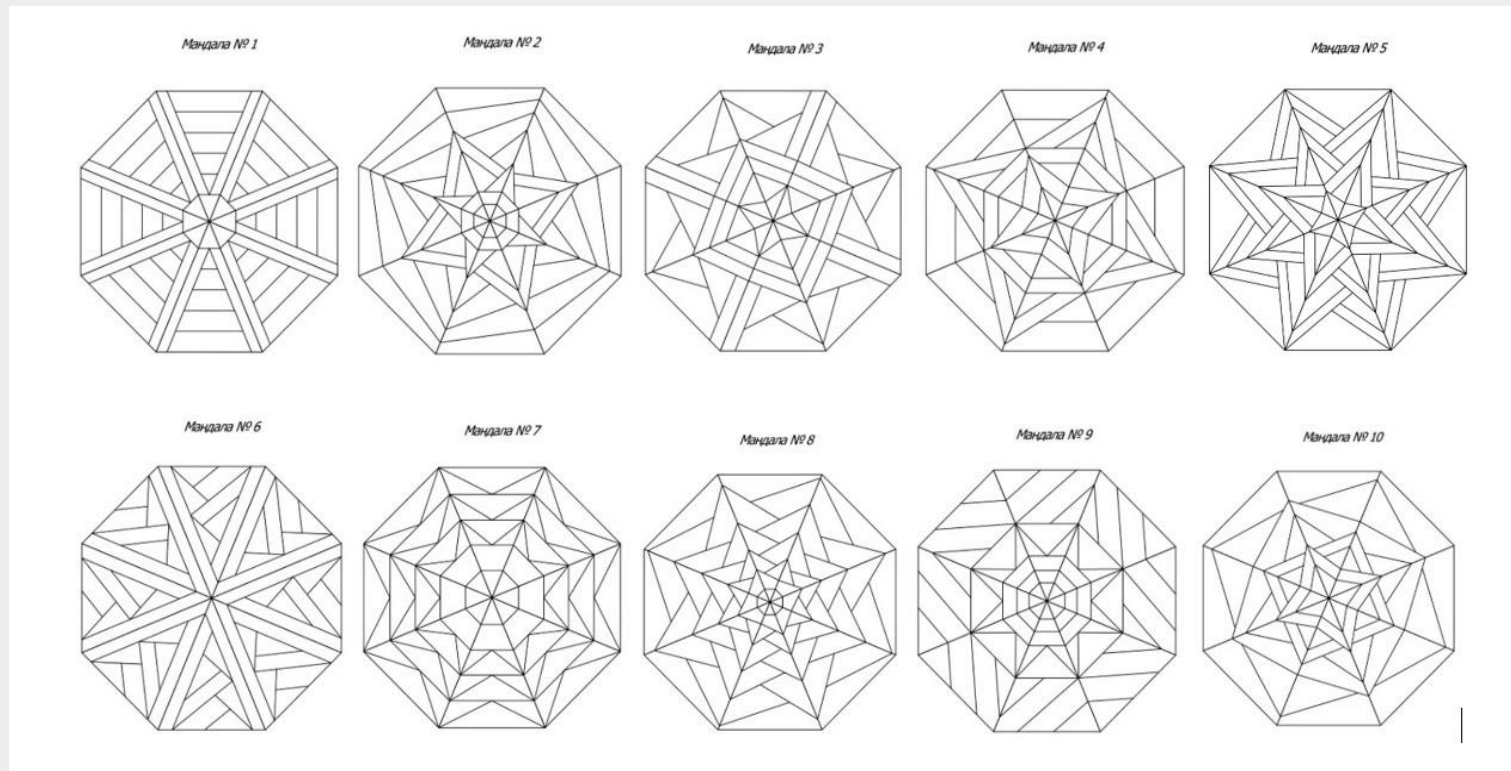 Мандала № 1
Мандала № 2
Мандала № 3
Мандала № 4
Мандала № 5
Мандала № 6
Мандала № 7
Мандала № 8
Мандала № 9
Мандала № 10